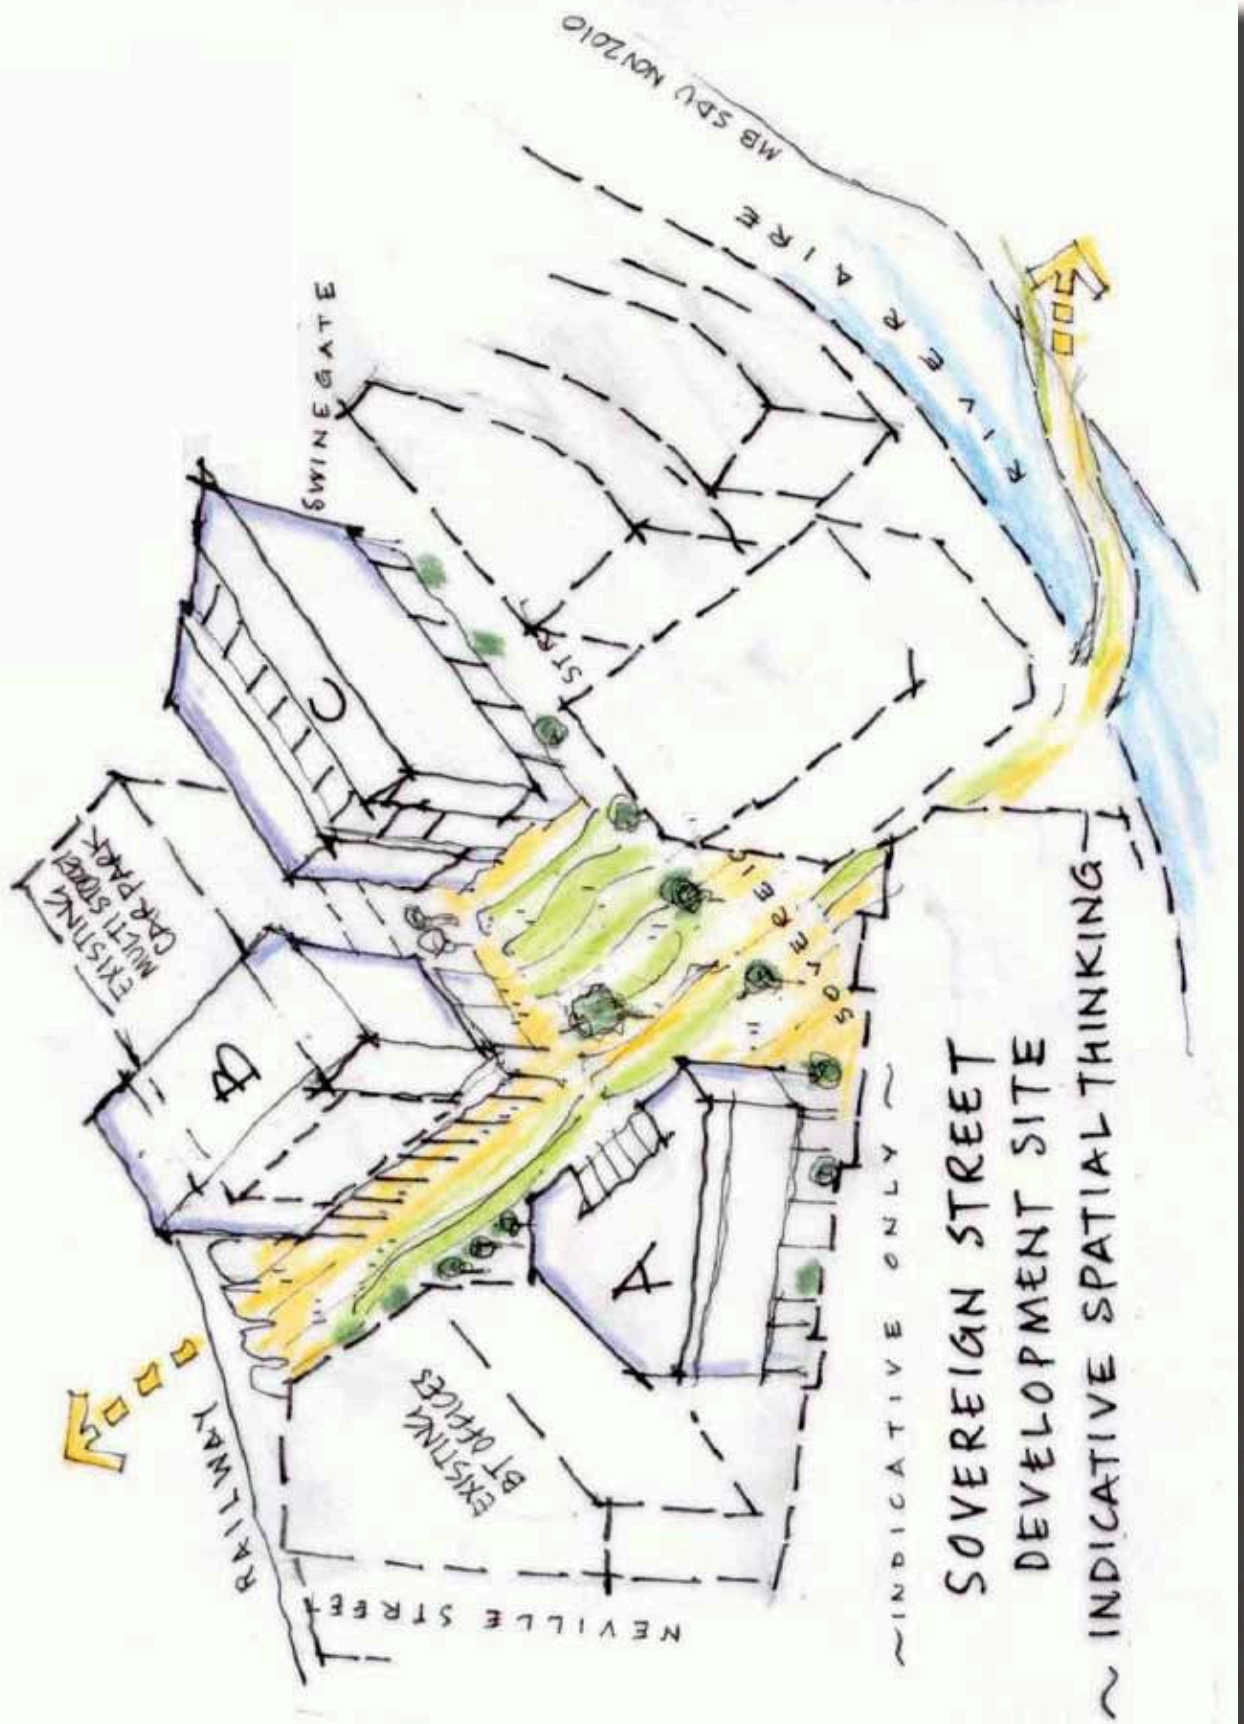 RAILWAY
EXISTING
MULTI STOREY
CAR PARK
SWINEGATE
B
C
EXISTING
BT OFFICES
NEVILLE STREET
A
SOVEREIGN
STR
RIVER AIRE
MB SDU NOV 2010
~ INDICATIVE ONLY ~
SOVEREIGN STREET
DEVELOPMENT SITE
~ INDICATIVE SPATIAL THINKING ~